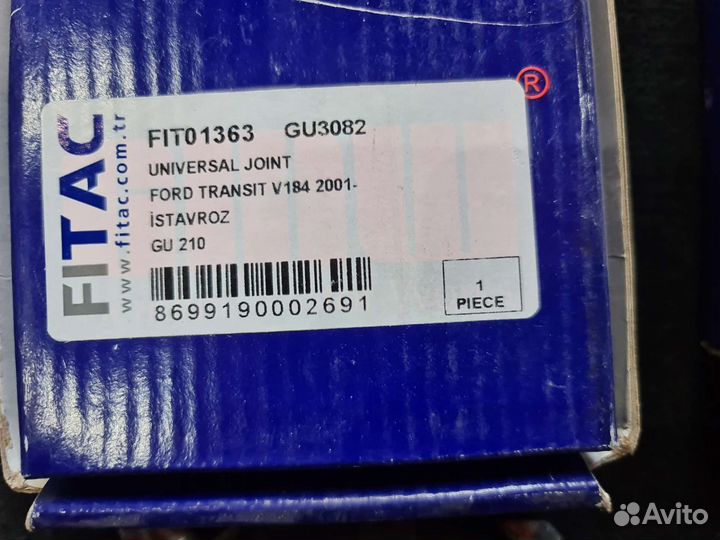 FITAC
www.fitac.com.tr
®
FIT01363 GU3082
UNIVERSAL JOINT
FORD TRANSIT V184 2001-
İSTAVROZ
GU 210
8699190002691
1
PIECE
Avito